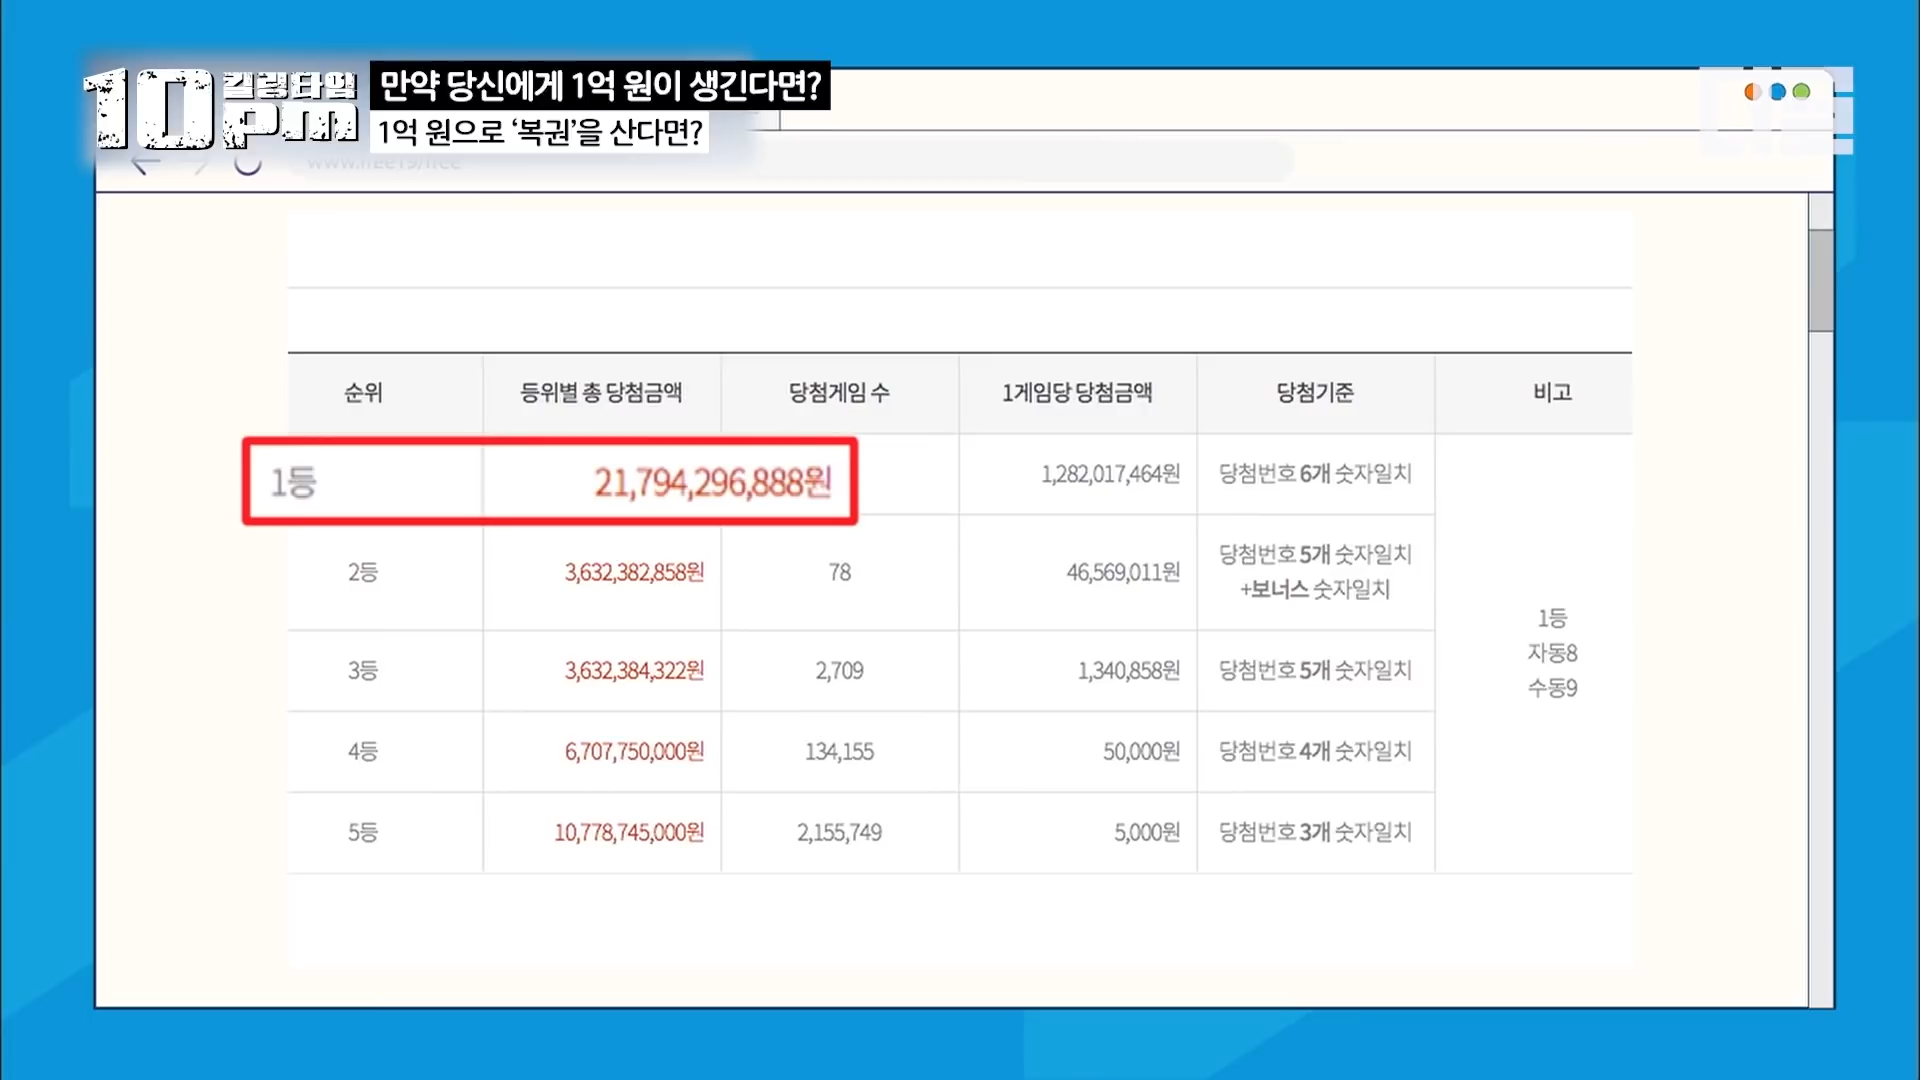 10 킬링타임 pm
만약 당신에게 1억 원이 생긴다면?
1억 원으로 ‘복권’을 산다면?
순위 등위별 총 당첨금액 당첨게임 수 1게임당 당첨금액 당첨기준 비고
1등 21,794,296,888원 1,282,017,464원 당첨번호 6개 숫자일치
2등 3,632,382,858원 78 46,569,011원 당첨번호 5개 숫자일치
+보너스 숫자일치
3등 3,632,384,322원 2,709 1,340,858원 당첨번호 5개 숫자일치
4등 6,707,750,000원 134,155 50,000원 당첨번호 4개 숫자일치
5등 10,778,745,000원 2,155,749 5,000원 당첨번호 3개 숫자일치
1등
자동8
수동9